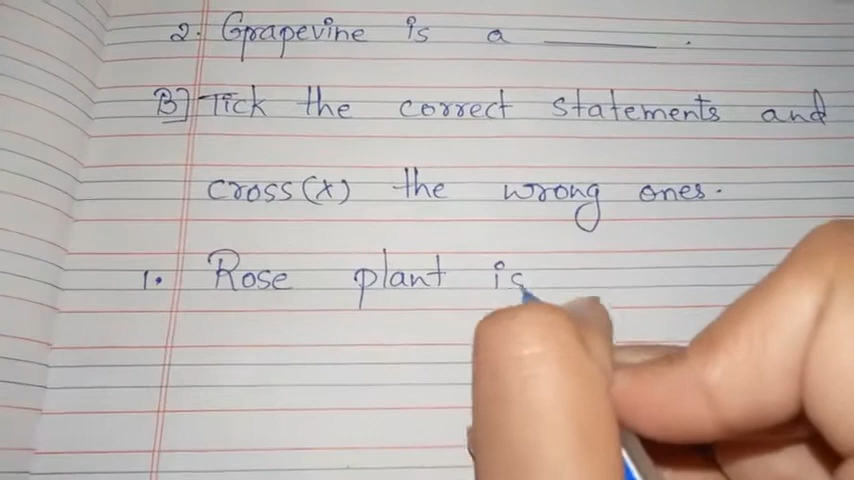 2. Grapevine is a ______.
B] Tick the correct statements and
cross(x) the wrong ones.
1. Rose plant is